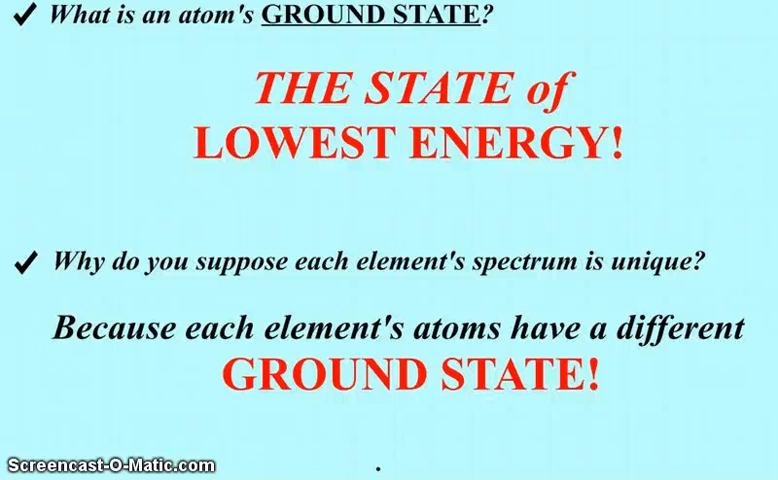 ✓ What is an atom's GROUND STATE?
THE STATE of
LOWEST ENERGY!
✓ Why do you suppose each element's spectrum is unique?
Because each element's atoms have a different
GROUND STATE!
Screencast-O-Matic.com